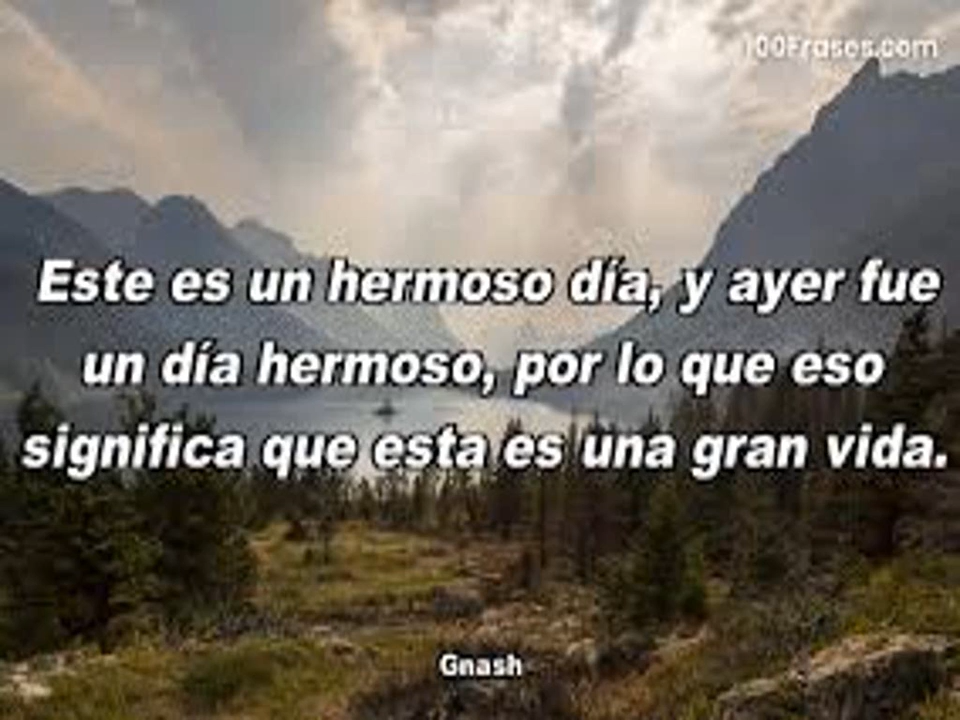 100Frases.com
Este es un hermoso día, y ayer fue
un día hermoso, por lo que eso
significa que esta es una gran vida.
Gnash